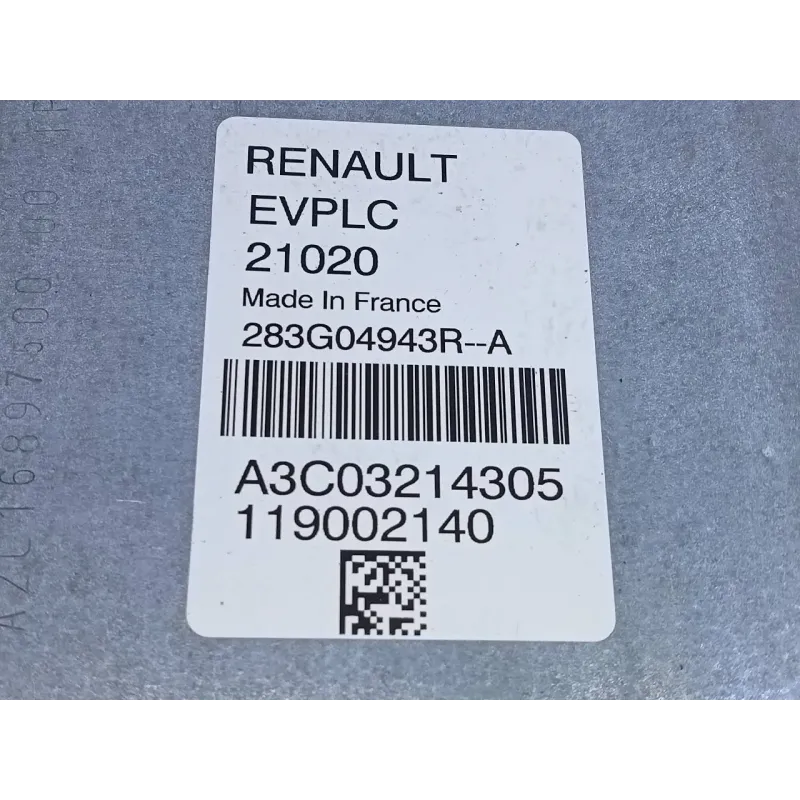 RENAULT
EVPLC
21020
Made In France
283G04943R--A
A3C03214305
119002140